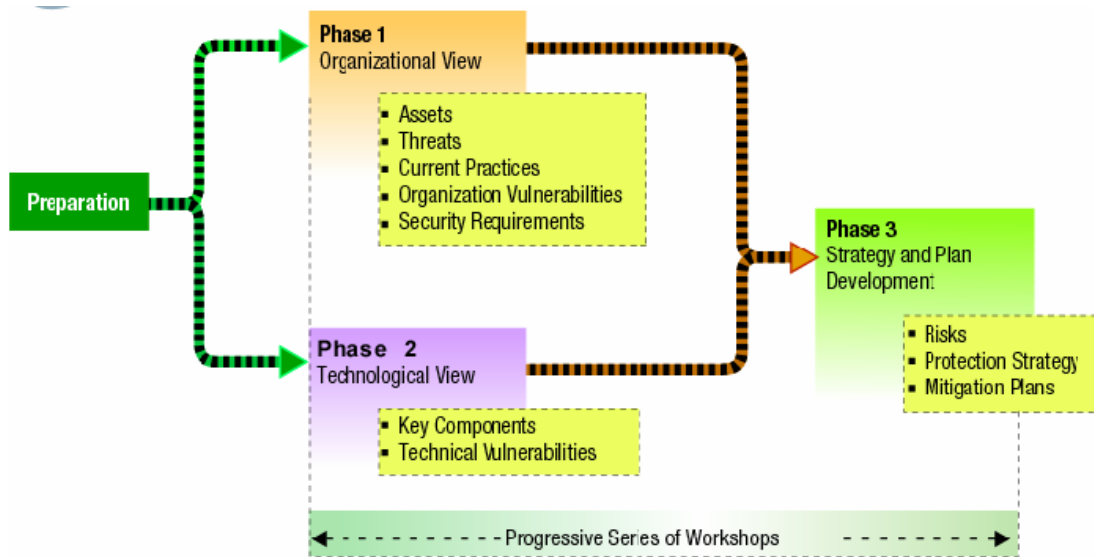 Phase 1
Organizational View
▪ Assets
▪ Threats
▪ Current Practices
▪ Organization Vulnerabilities
▪ Security Requirements
Preparation
Phase 3
Strategy and Plan
Development
▪ Risks
▪ Protection Strategy
▪ Mitigation Plans
Phase 2
Technological View
▪ Key Components
▪ Technical Vulnerabilities
Progressive Series of Workshops